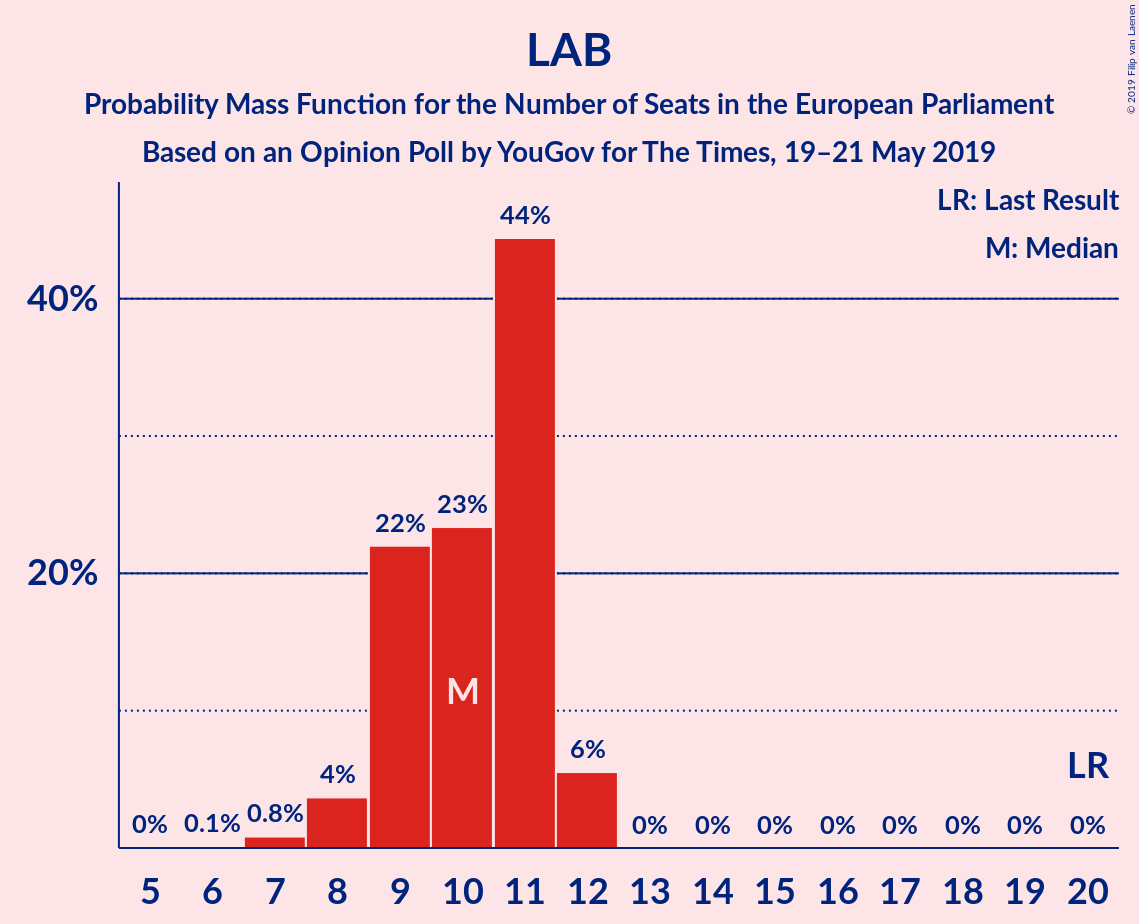 © 2019 Filip van Laenen
LAB
Probability Mass Function for the Number of Seats in the European Parliament
Based on an Opinion Poll by YouGov for The Times, 19–21 May 2019
LR: Last Result
M: Median
40%
20%
0% 0.1% 0.8% 4% 22% 23% 44% 6% 0% 0% 0% 0% 0% 0% 0% 0%
M
LR
5 6 7 8 9 10 11 12 13 14 15 16 17 18 19 20